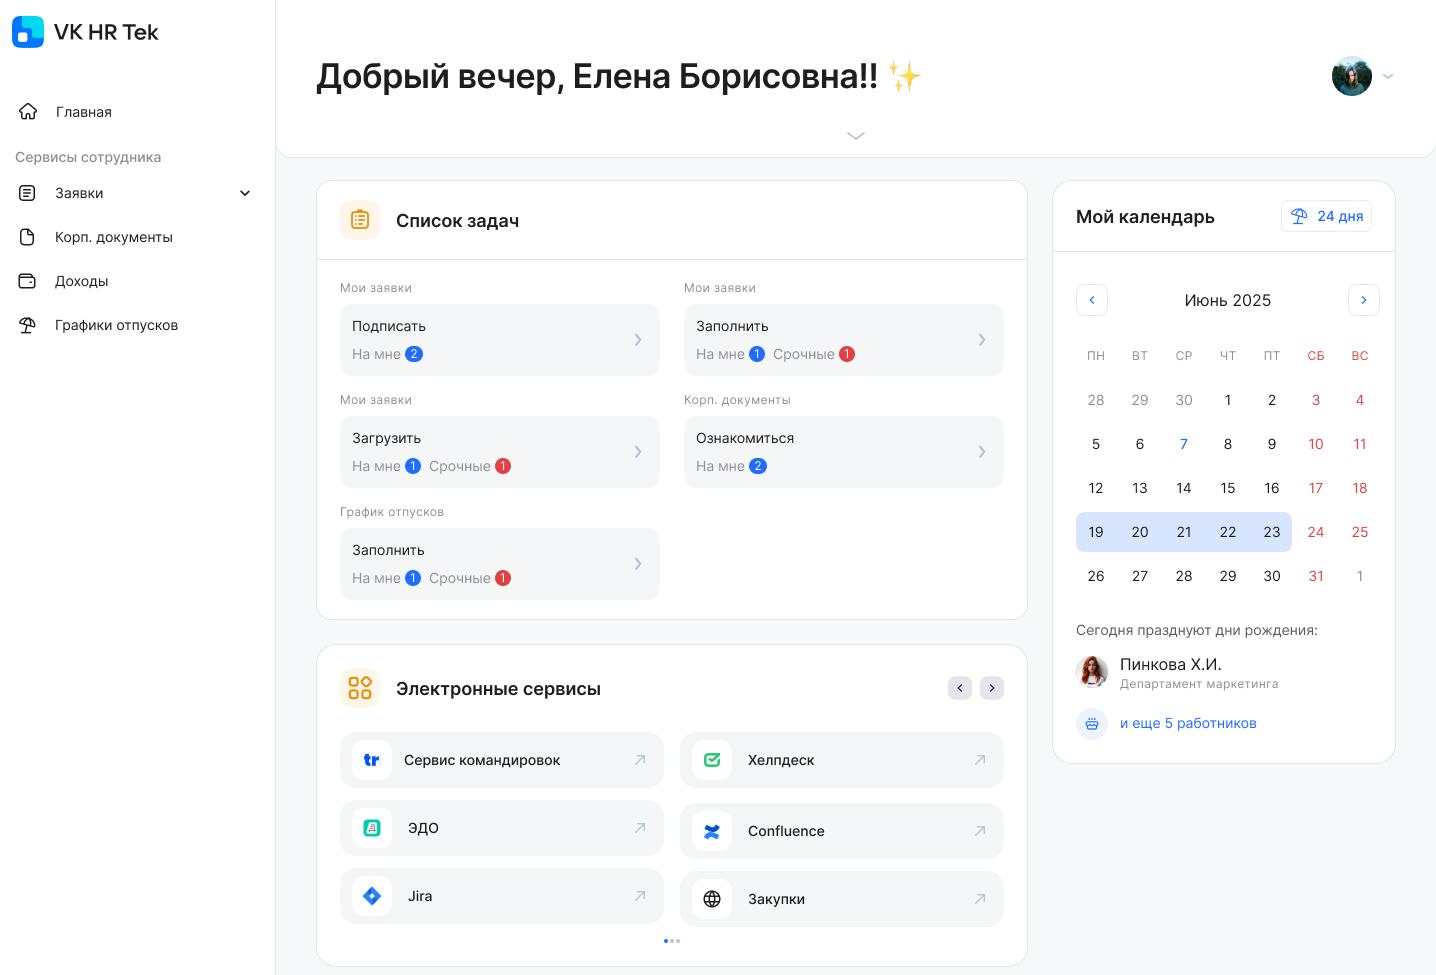 VK HR Tek
Главная
Сервисы сотрудника
Заявки
Корп. документы
Доходы
Графики отпусков
Добрый вечер, Елена Борисовна!! ✨
Список задач
Мои заявки
Подписать
На мне 2
Мои заявки
Заполнить
На мне 1 Срочные 1
Мои заявки
Загрузить
На мне 1 Срочные 1
Корп. документы
Ознакомиться
На мне 2
График отпусков
Заполнить
На мне 1 Срочные 1
Электронные сервисы
tr Сервис командировок
Хелпдеск
ЭДО
Confluence
Jira
Закупки
Мой календарь
24 дня
Июнь 2025
ПН ВТ СР ЧТ ПТ СБ ВС
28 29 30 1 2 3 4
5 6 7 8 9 10 11
12 13 14 15 16 17 18
19 20 21 22 23 24 25
26 27 28 29 30 31 1
Сегодня празднуют дни рождения:
Пинкова Х.И.
Департамент маркетинга
и еще 5 работников